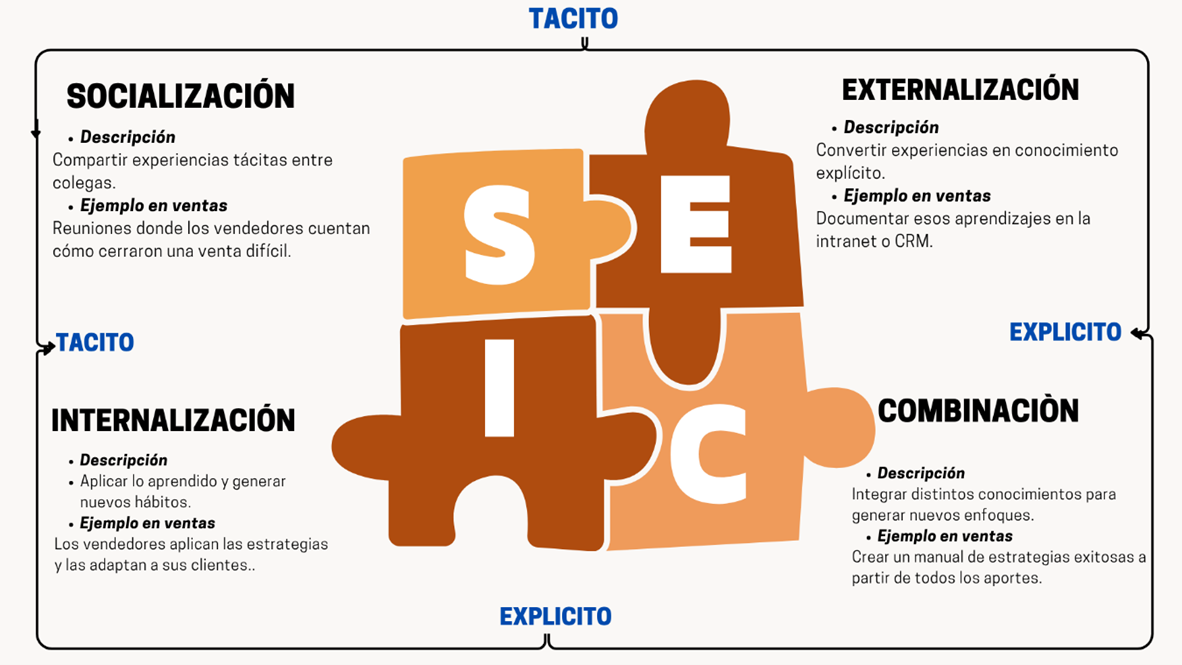 TACITO
SOCIALIZACIÓN
• Descripción
Compartir experiencias tácitas entre
colegas.
• Ejemplo en ventas
Reuniones donde los vendedores cuentan
cómo cerraron una venta difícil.
EXTERNALIZACIÓN
• Descripción
Convertir experiencias en conocimiento
explícito.
• Ejemplo en ventas
Documentar esos aprendizajes en la
intranet o CRM.
S
E
I
C
TACITO
EXPLICITO
INTERNALIZACIÓN
• Descripción
• Aplicar lo aprendido y generar
nuevos hábitos.
• Ejemplo en ventas
Los vendedores aplican las estrategias
y las adaptan a sus clientes..
COMBINACIÒN
• Descripción
Integrar distintos conocimientos para
generar nuevos enfoques.
• Ejemplo en ventas
Crear un manual de estrategias exitosas a
partir de todos los aportes.
EXPLICITO